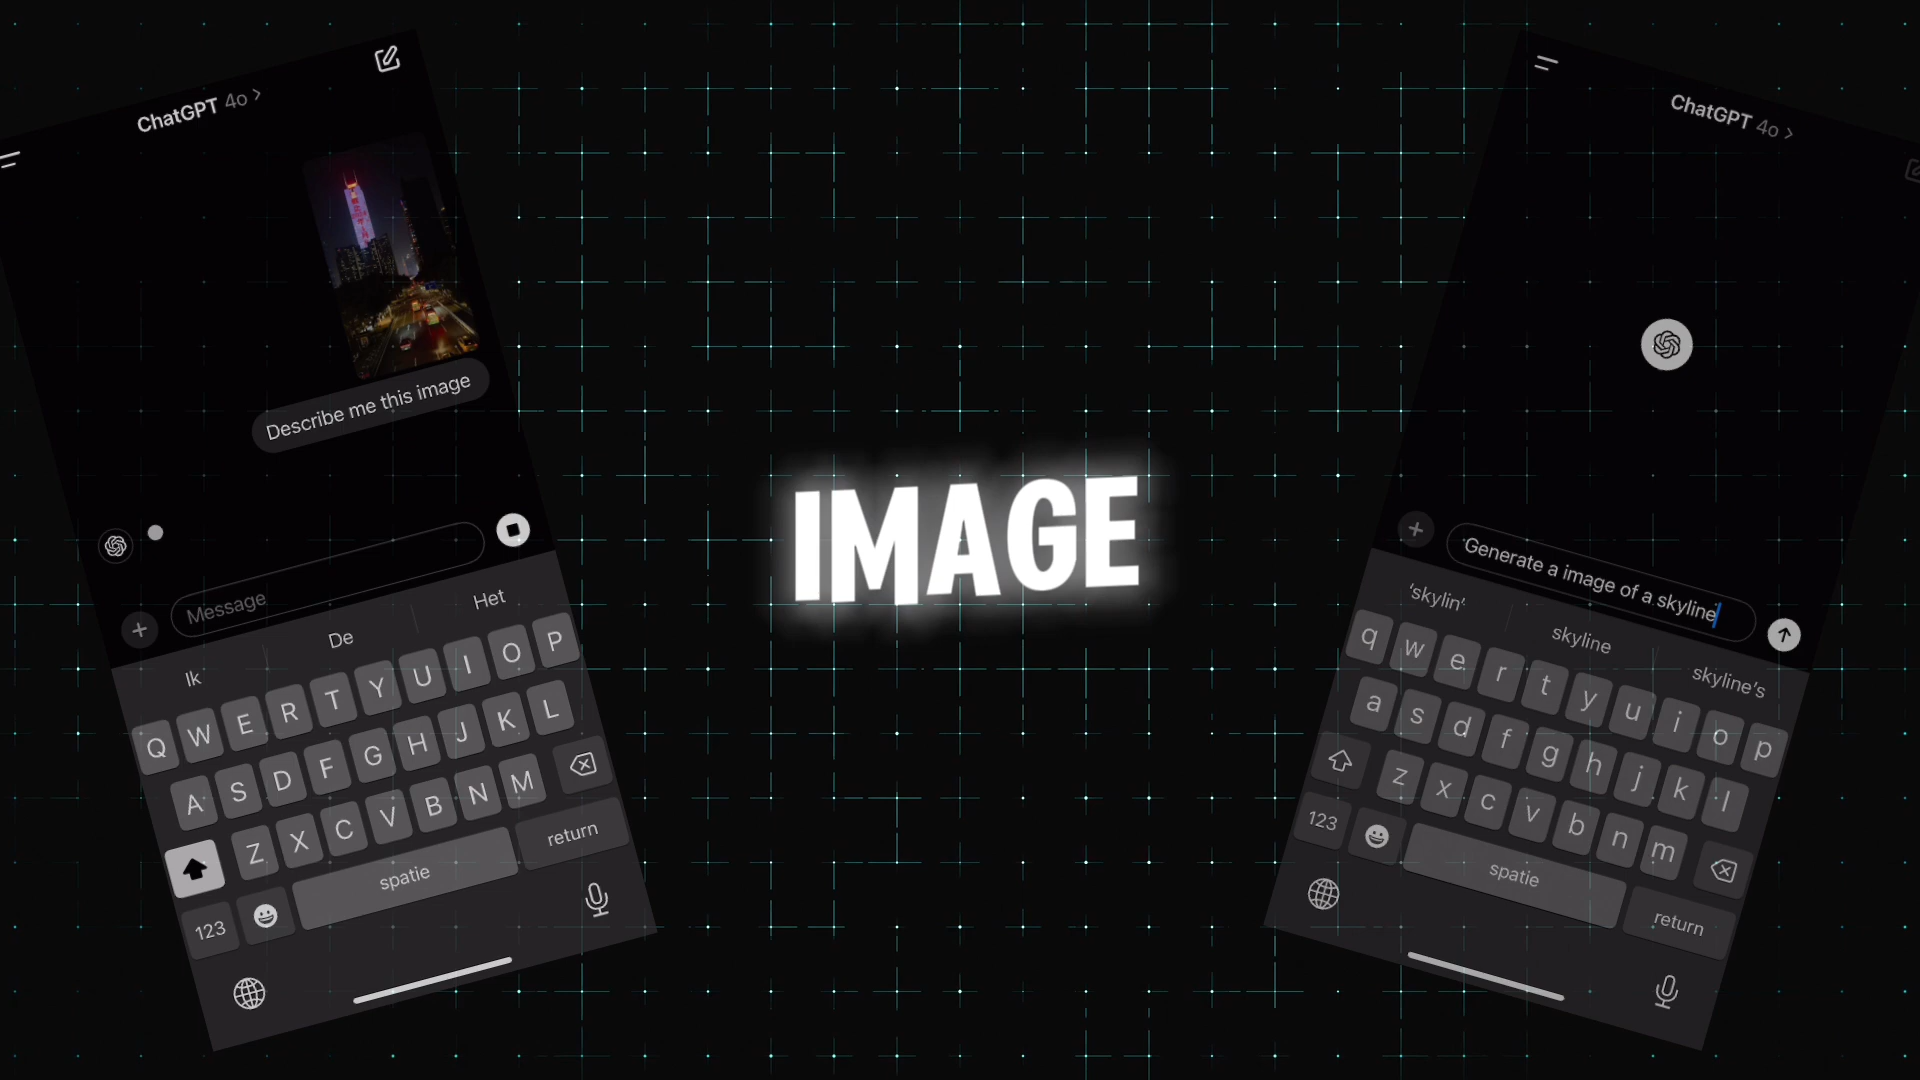 ChatGPT 4o >
Describe me this image
Message
Ik
De
Het
Q W E R T Y U I O P
A S D F G H J K L
Z X C V B N M
123
spatie
return
IMAGE
ChatGPT 4o >
Generate a image of a skyline
‘skylin’
skyline
skyline's
q w e r t y u i o p
a s d f g h j k l
z x c v b n m
123
spatie
return